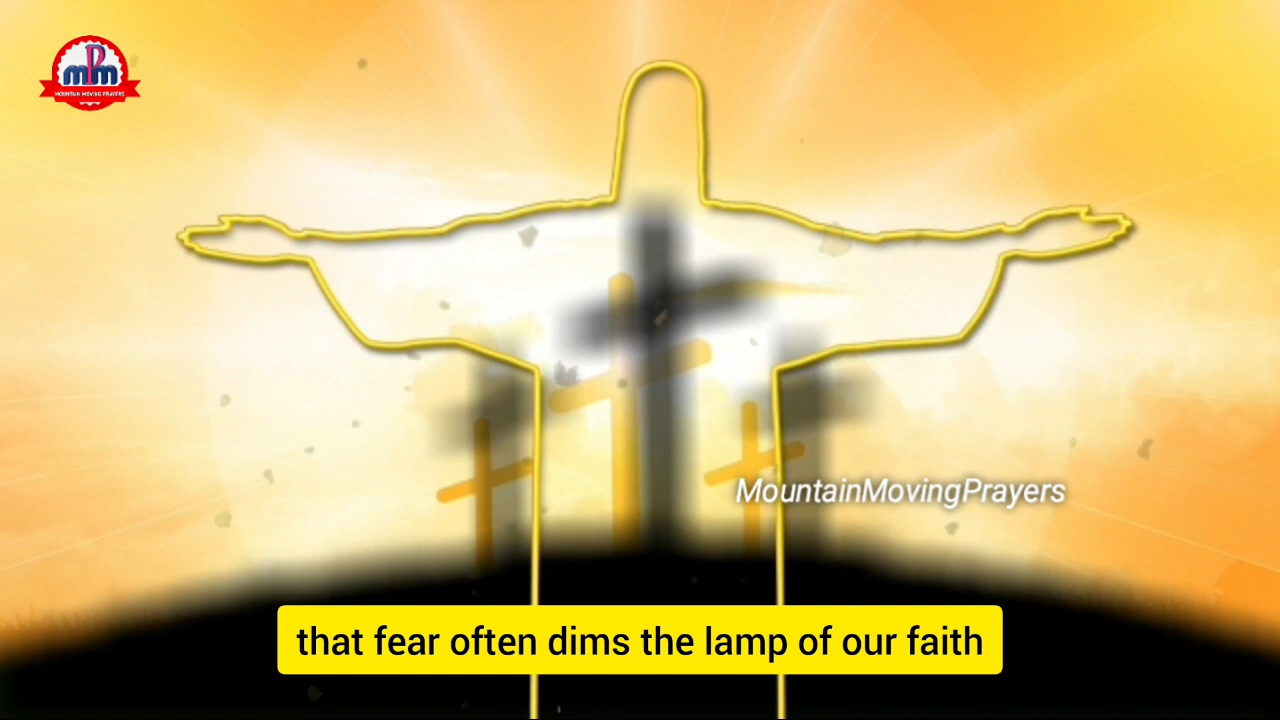 mPm
MOUNTAIN MOVING PRAYERS
MountainMovingPrayers
that fear often dims the lamp of our faith